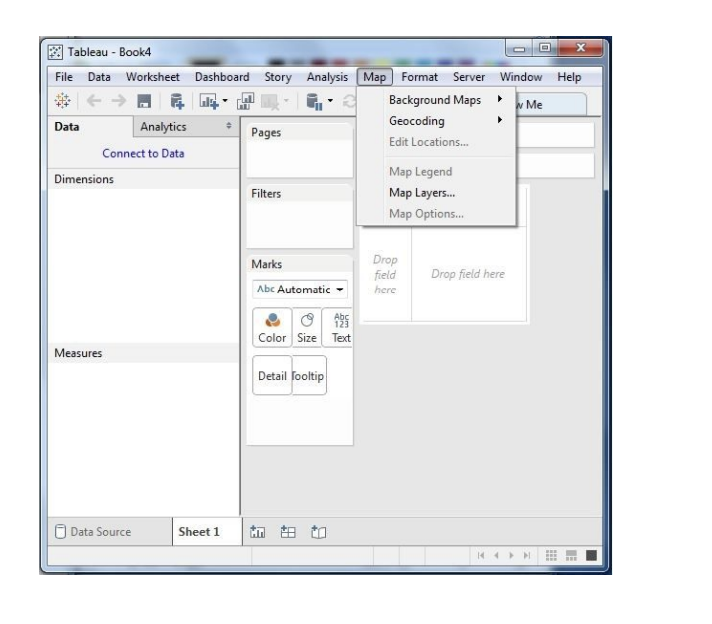 Tableau - Book4
File Data Worksheet Dashboard Story Analysis Map Format Server Window Help
Data Analytics
Connect to Data
Dimensions
Measures
Pages
Filters
Marks
Abc Automatic
Color Size Abc 123 Text
Detail Tooltip
Background Maps
Geocoding
Edit Locations...
Map Legend
Map Layers...
Map Options...
Me
Drop field here
Drop field here
Data Source Sheet 1